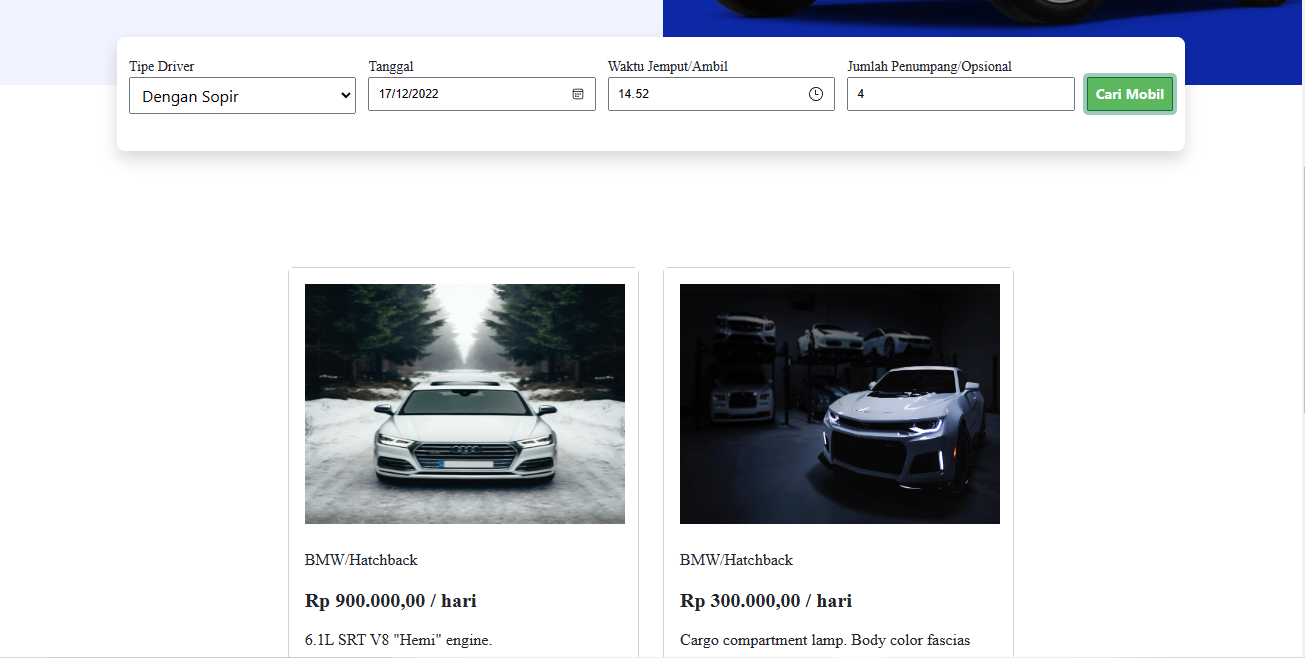 Tipe Driver
Tanggal
Waktu Jemput/Ambil
Jumlah Penumpang/Opsional
Dengan Sopir
17/12/2022
14.52
4
Cari Mobil
BMW/Hatchback
BMW/Hatchback
Rp 900.000,00 / hari
Rp 300.000,00 / hari
6.1L SRT V8 "Hemi" engine.
Cargo compartment lamp. Body color fascias